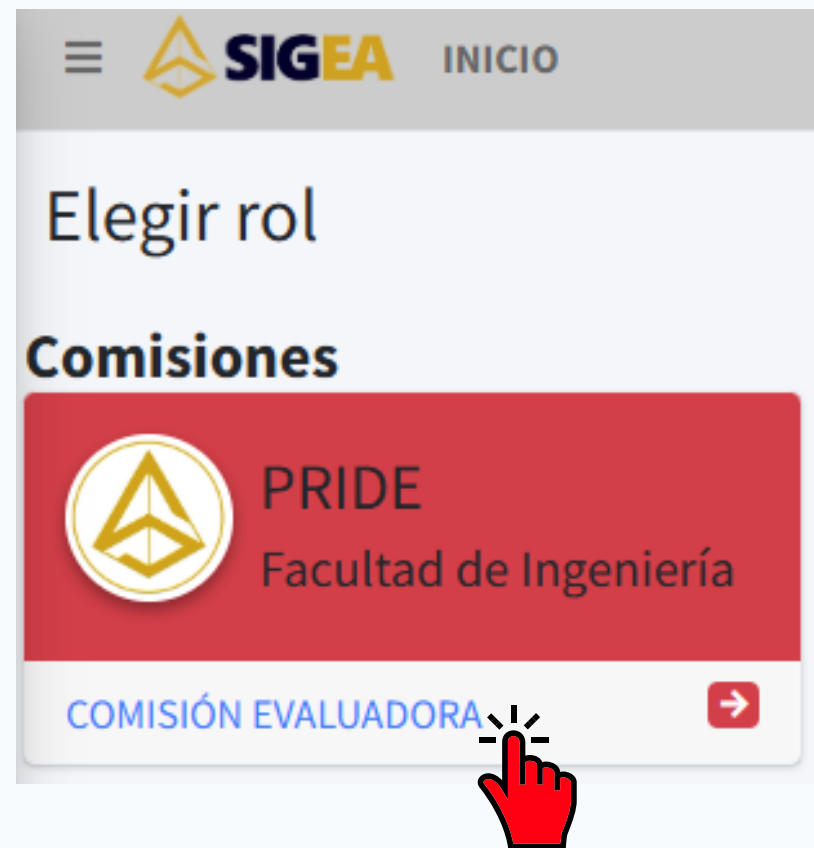 SIGEA INICIO
Elegir rol
Comisiones
PRIDE
Facultad de Ingeniería
COMISIÓN EVALUADORA